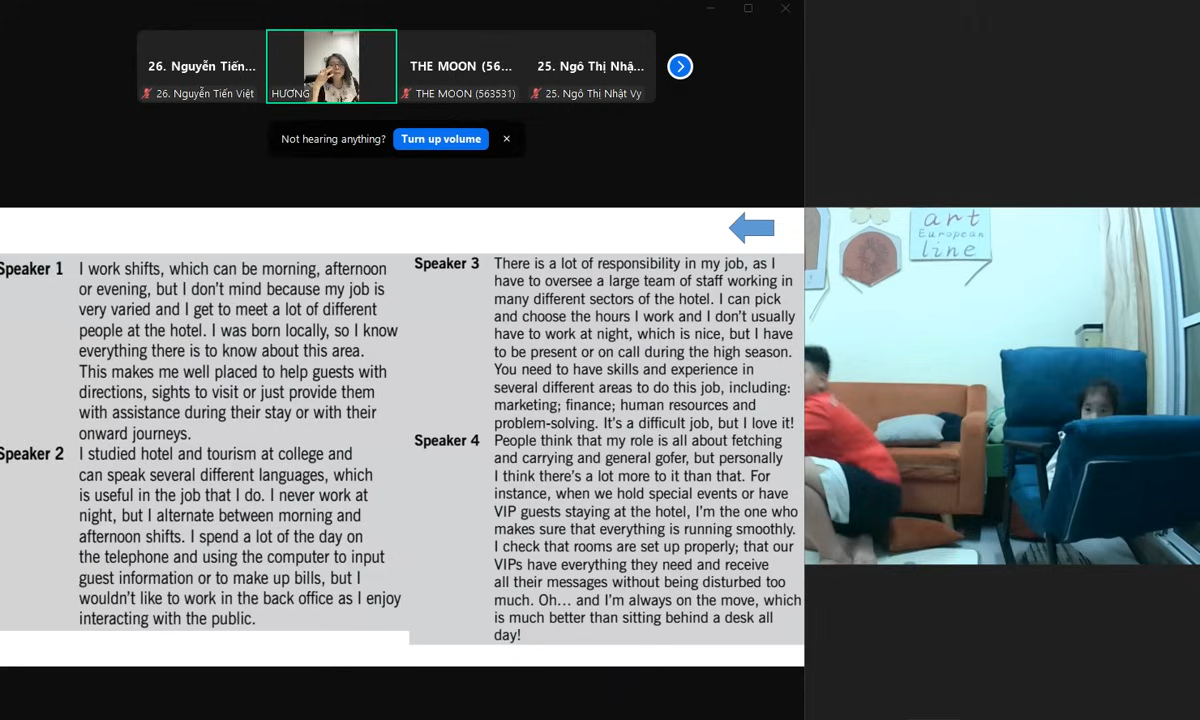 26. Nguyễn Tiến...
THE MOON (56...
25. Ngô Thị Nhậ...
26. Nguyễn Tiến Việt
HƯƠNG
THE MOON (563531)
25. Ngô Thị Nhật Vy
Not hearing anything?
Turn up volume
Speaker 1
I work shifts, which can be morning, afternoon
or evening, but I don't mind because my job is
very varied and I get to meet a lot of different
people at the hotel. I was born locally, so I know
everything there is to know about this area.
This makes me well placed to help guests with
directions, sights to visit or just provide them
with assistance during their stay or with their
onward journeys.
Speaker 2
I studied hotel and tourism at college and
can speak several different languages, which
is useful in the job that I do. I never work at
night, but I alternate between morning and
afternoon shifts. I spend a lot of the day on
the telephone and using the computer to input
guest information or to make up bills, but I
wouldn't like to work in the back office as I enjoy
interacting with the public.
Speaker 3
There is a lot of responsibility in my job, as I
have to oversee a large team of staff working in
many different sectors of the hotel. I can pick
and choose the hours I work and I don't usually
have to work at night, which is nice, but I have
to be present or on call during the high season.
You need to have skills and experience in
several different areas to do this job, including:
marketing; finance; human resources and
problem-solving. It's a difficult job, but I love it!
Speaker 4
People think that my role is all about fetching
and carrying and general gofer, but personally
I think there's a lot more to it than that. For
instance, when we hold special events or have
VIP guests staying at the hotel, I'm the one who
makes sure that everything is running smoothly.
I check that rooms are set up properly; that our
VIPs have everything they need and receive
all their messages without being disturbed too
much. Oh... and I'm always on the move, which
is much better than sitting behind a desk all
day!
art
European
line